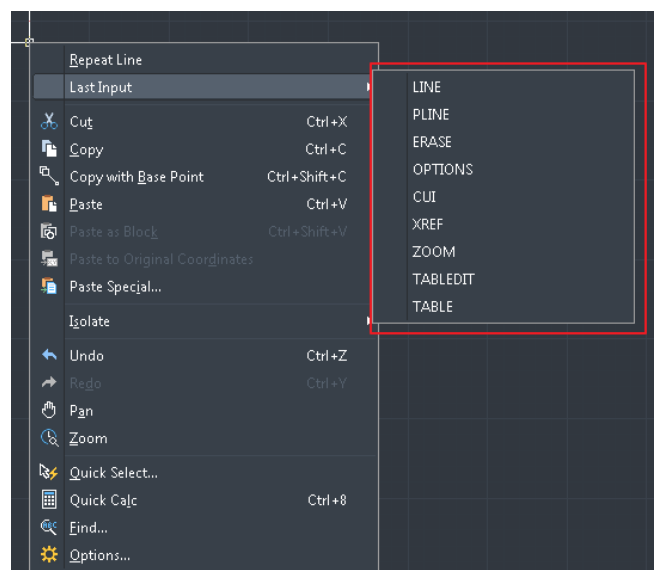 Repeat Line
Last Input
Cut Ctrl+X
Copy Ctrl+C
Copy with Base Point Ctrl+Shift+C
Paste Ctrl+V
Paste as Block Ctrl+Shift+V
Paste to Original Coordinates
Paste Special...
Isolate
Undo Ctrl+Z
Redo Ctrl+Y
Pan
Zoom
Quick Select...
Quick Calc Ctrl+8
Find...
Options...
LINE
PLINE
ERASE
OPTIONS
CUI
XREF
ZOOM
TABLEDIT
TABLE